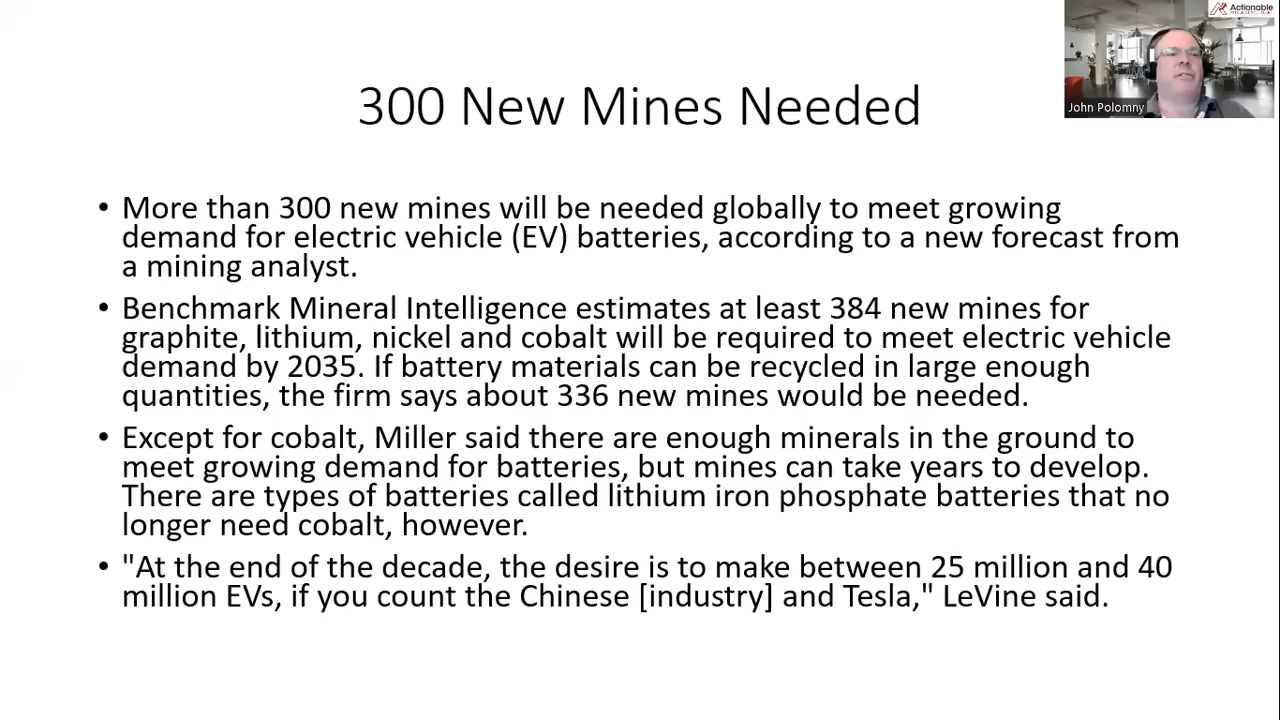 Actionable
John Polomny
300 New Mines Needed
• More than 300 new mines will be needed globally to meet growing
demand for electric vehicle (EV) batteries, according to a new forecast from
a mining analyst.
• Benchmark Mineral Intelligence estimates at least 384 new mines for
graphite, lithium, nickel and cobalt will be required to meet electric vehicle
demand by 2035. If battery materials can be recycled in large enough
quantities, the firm says about 336 new mines would be needed.
• Except for cobalt, Miller said there are enough minerals in the ground to
meet growing demand for batteries, but mines can take years to develop.
There are types of batteries called lithium iron phosphate batteries that no
longer need cobalt, however.
• "At the end of the decade, the desire is to make between 25 million and 40
million EVs, if you count the Chinese [industry] and Tesla," LeVine said.